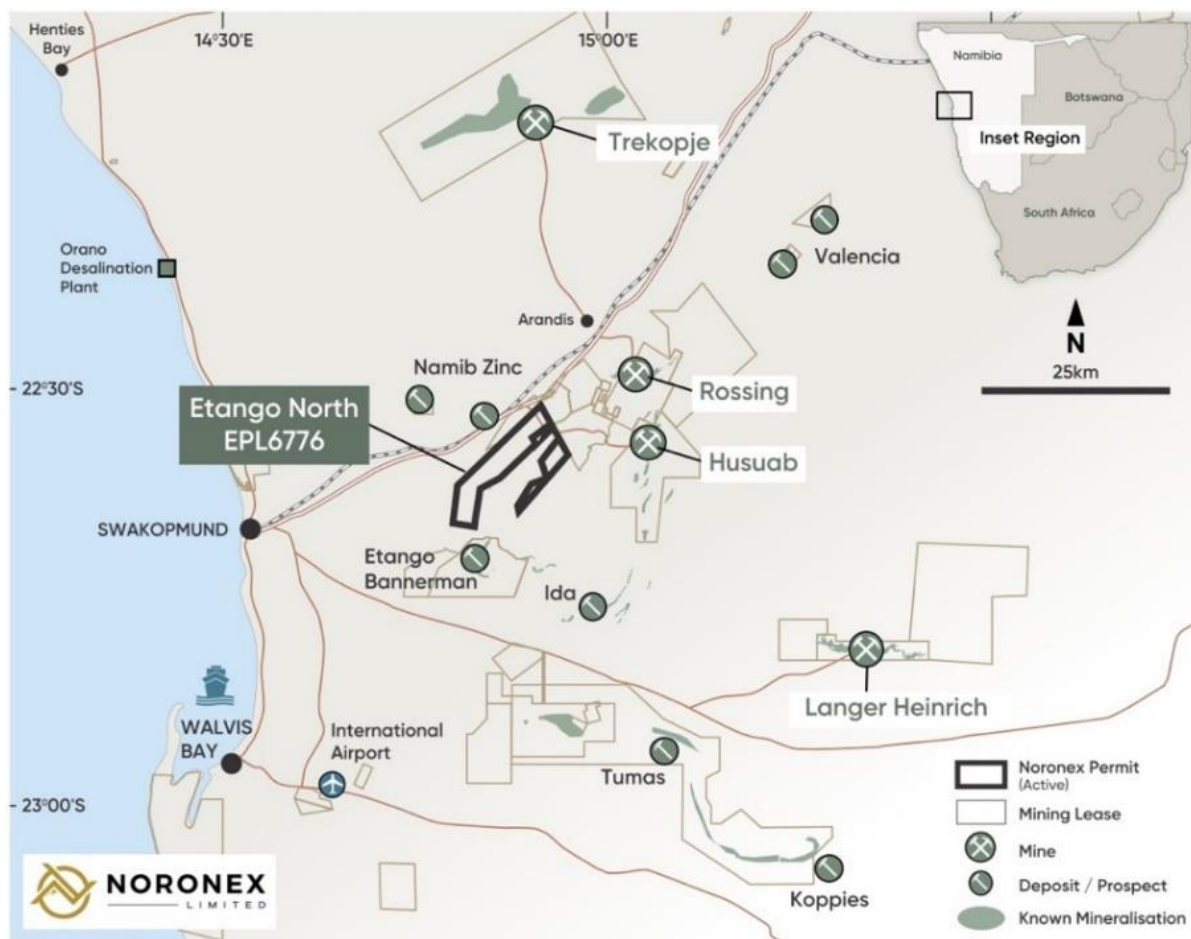 Henties
Bay
14°30'E
15°00'E
Namibia
Botswana
Inset Region
South Africa
Trekopje
Orano
Desalination
Plant
Valencia
Arandis
N
25km
22°30'S
Namib Zinc
Rossing
Etango North
EPL6776
Husuab
SWAKOPMUND
Etango
Bannerman
Ida
Langer Heinrich
WALVIS
BAY
International
Airport
Tumas
23°00'S
Koppies
Noronex Permit
(Active)
Mining Lease
Mine
Deposit / Prospect
Known Mineralisation
NORONEX
LIMITED